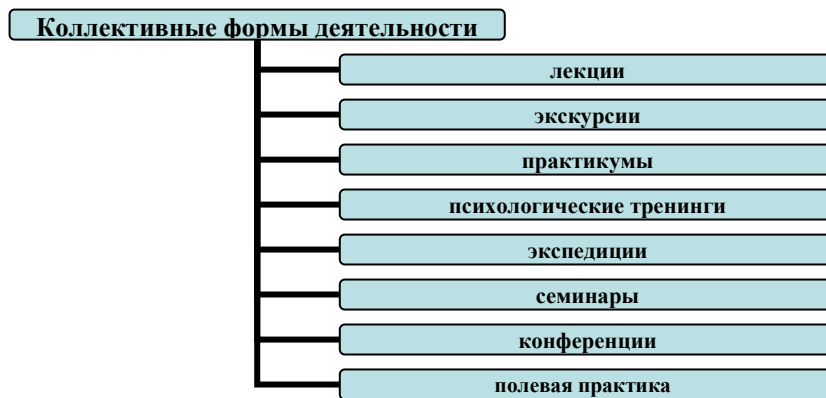 Коллективные формы деятельности
лекции
экскурсии
практикумы
психологические тренинги
экспедиции
семинары
конференции
полевая практика